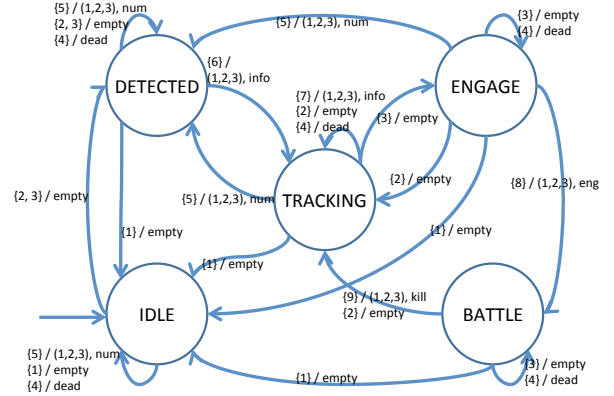 {5} / (1,2,3), num
{2, 3} / empty
{4} / dead
{5} / (1,2,3), num
{3} / empty
{4} / dead
{6} /
(1,2,3), info
DETECTED
ENGAGE
{7} / (1,2,3), info
{2} / empty
{4} / dead
{3} / empty
{2, 3} / empty
{5} / (1,2,3), num
TRACKING
{2} / empty
{8} / (1,2,3), eng
{1} / empty
{1} / empty
{1} / empty
IDLE
{9} / (1,2,3), kill
{2} / empty
BATTLE
{5} / (1,2,3), num
{1} / empty
{4} / dead
{1} / empty
{3} / empty
{4} / dead